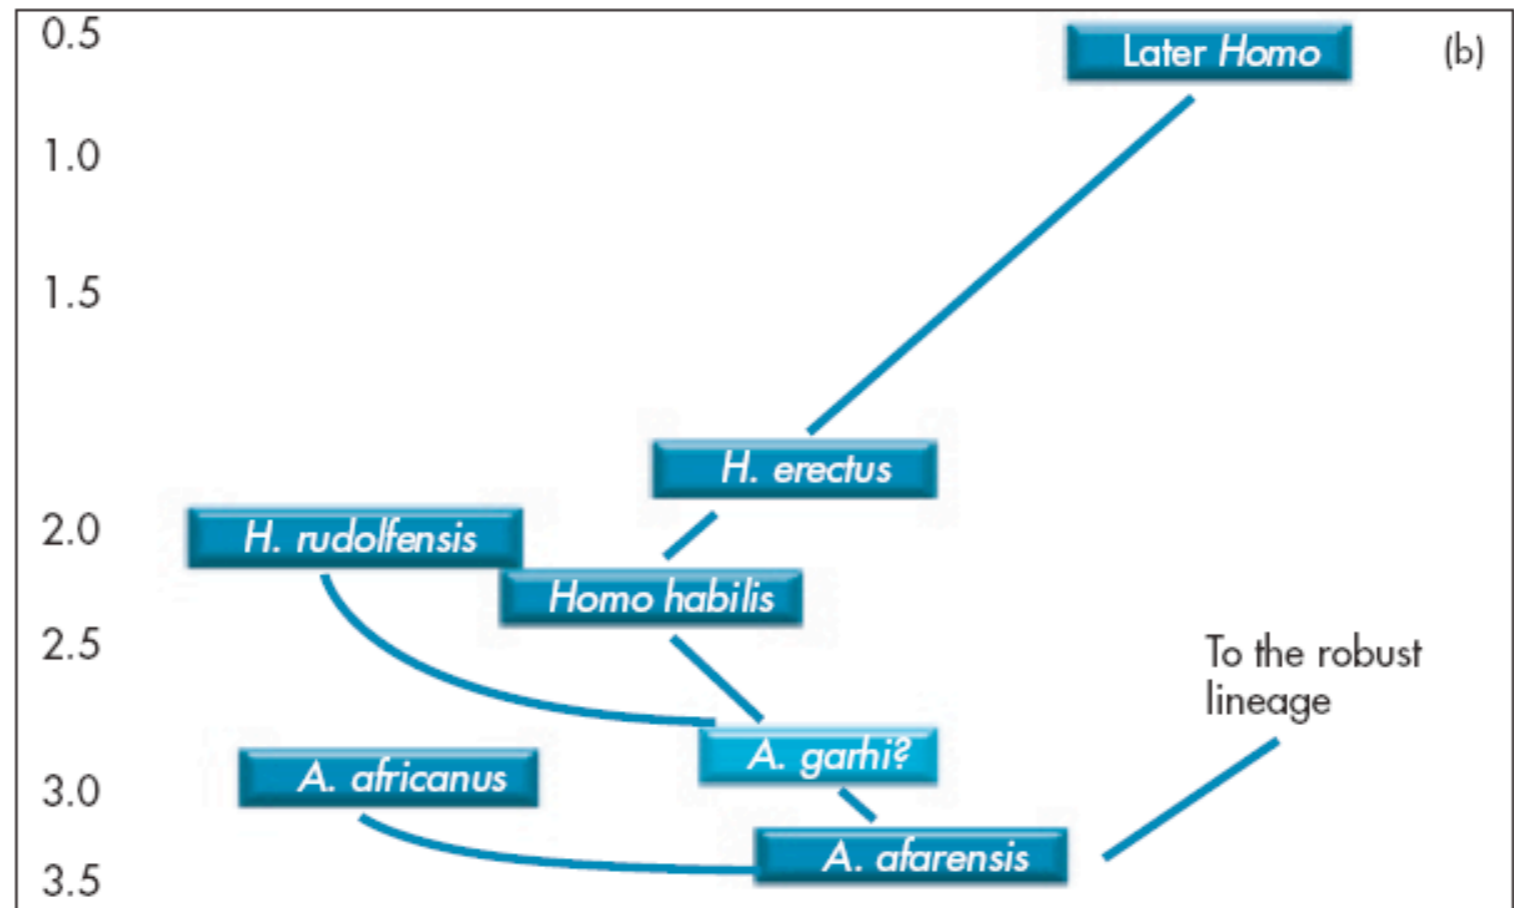 0.5
Later Homo
(b)
1.0
1.5
H. erectus
2.0
H. rudolfensis
Homo habilis
2.5
To the robust
lineage
A. garhi?
A. africanus
3.0
A. afarensis
3.5